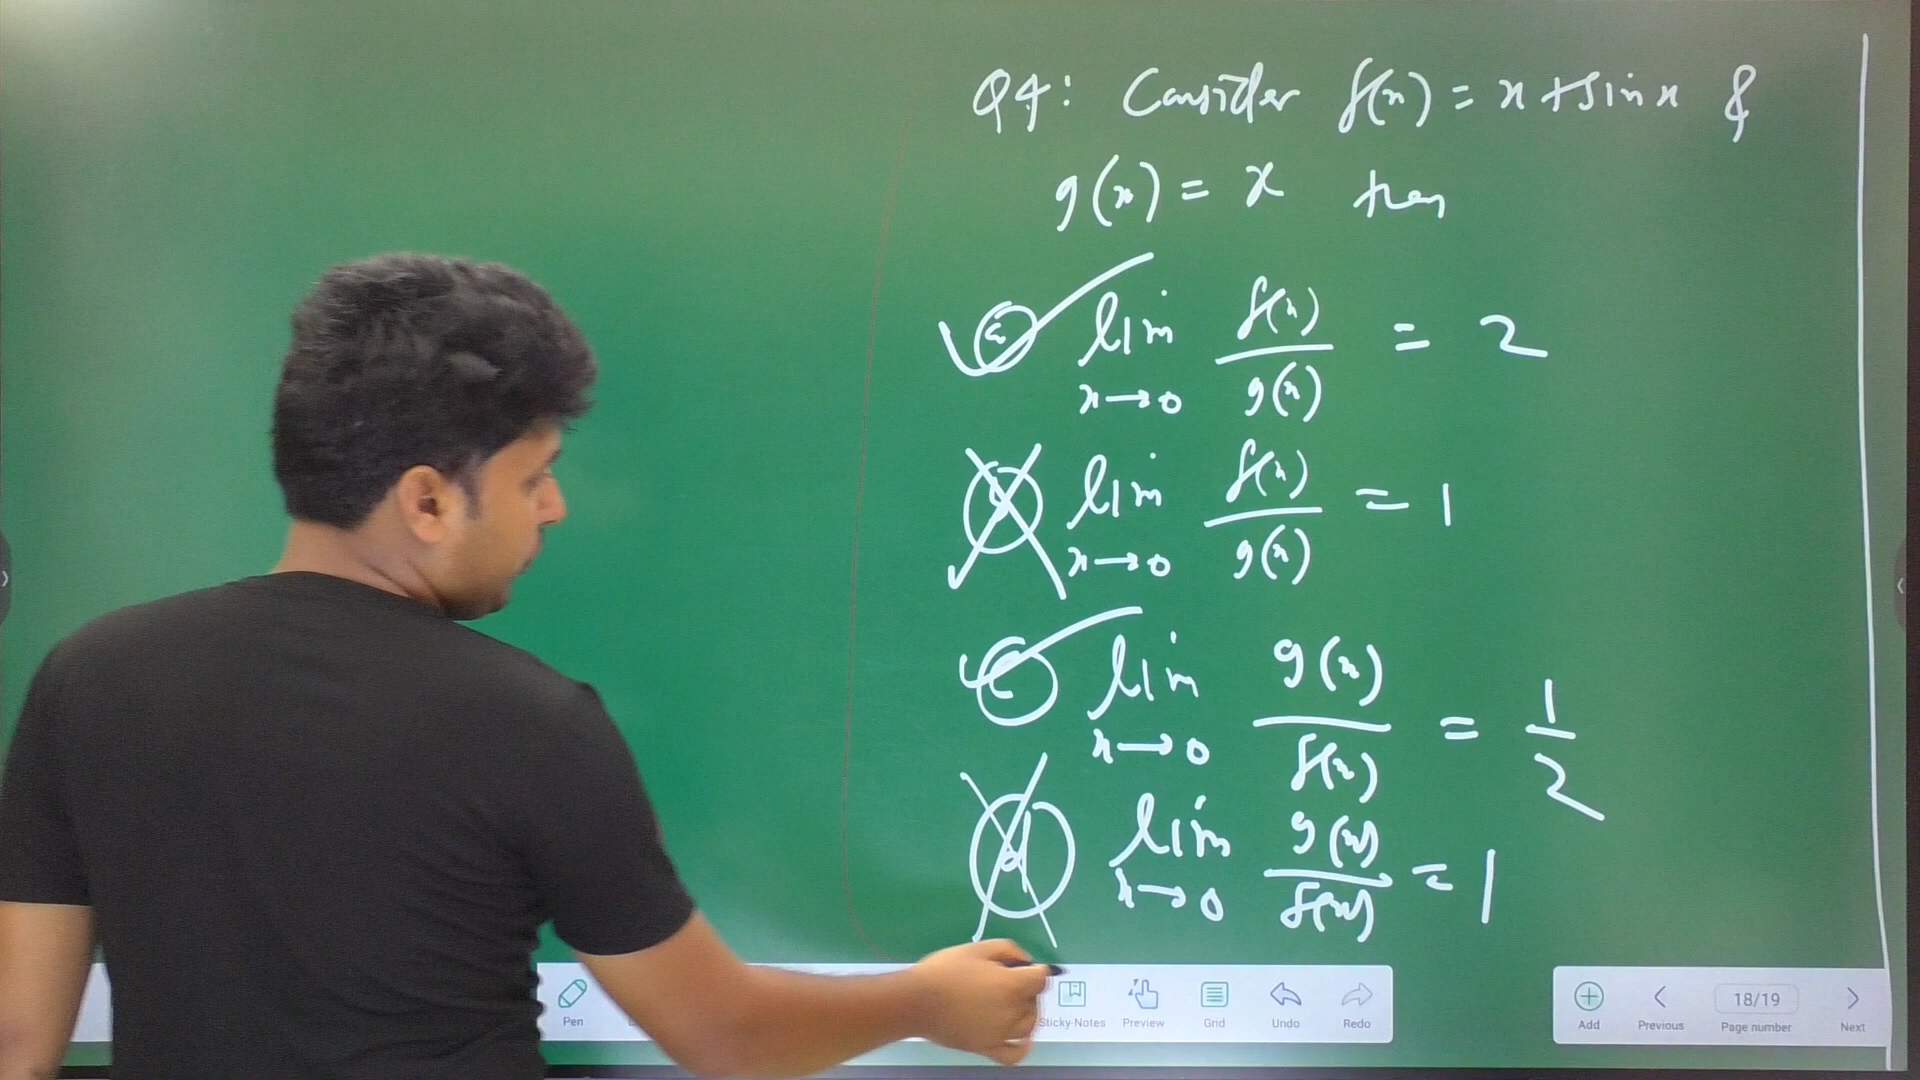 Q4: Consider f(x) = x + sin x &
g(x) = x then
a lim x→0 f(x)/g(x) = 2
b lim x→0 f(x)/g(x) = 1
c lim x→0 g(x)/f(x) = 1/2
d lim x→0 g(x)/f(x) = 1
Pen
Sticky-Notes
Preview
Grid
Undo
Redo
Add
Previous
18/19
Page number
Next